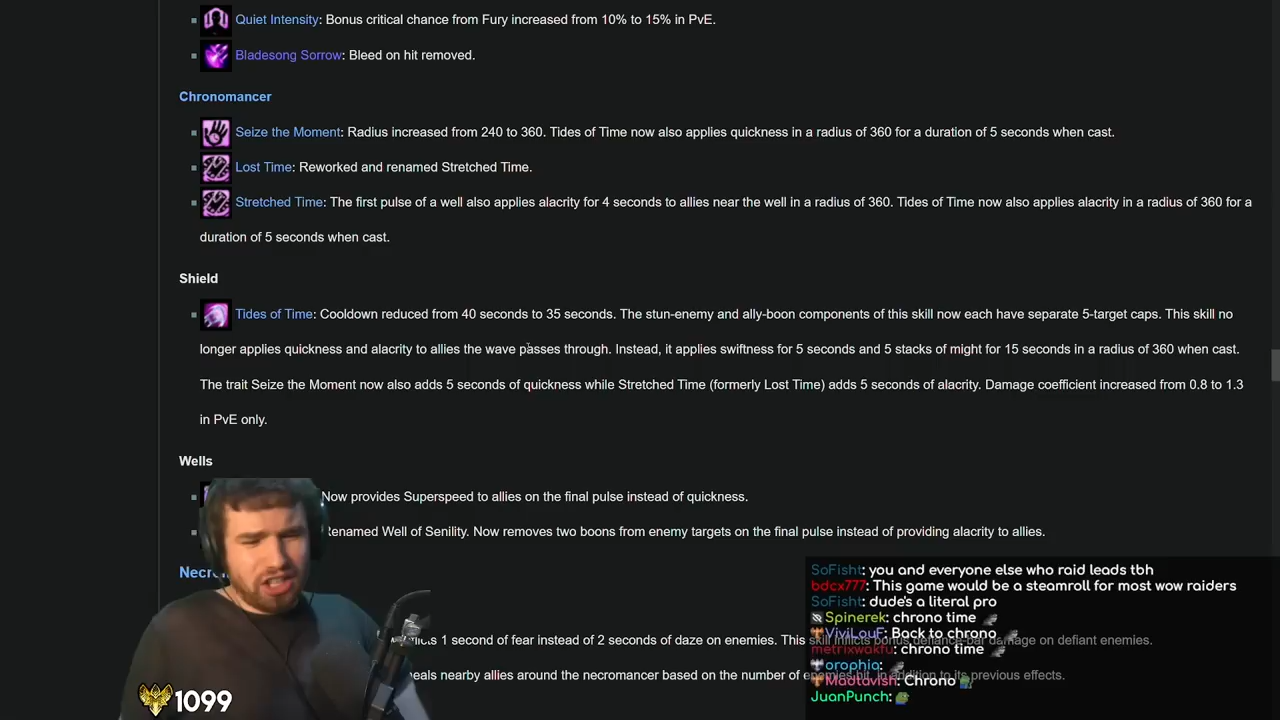 Quiet Intensity: Bonus critical chance from Fury increased from 10% to 15% in PvE.
Bladesong Sorrow: Bleed on hit removed.
Chronomancer
Seize the Moment: Radius increased from 240 to 360. Tides of Time now also applies quickness in a radius of 360 for a duration of 5 seconds when cast.
Lost Time: Reworked and renamed Stretched Time.
Stretched Time: The first pulse of a well also applies alacrity for 4 seconds to allies near the well in a radius of 360. Tides of Time now also applies alacrity in a radius of 360 for a
duration of 5 seconds when cast.
Shield
Tides of Time: Cooldown reduced from 40 seconds to 35 seconds. The stun-enemy and ally-boon components of this skill now each have separate 5-target caps. This skill no
longer applies quickness and alacrity to allies the wave passes through. Instead, it applies swiftness for 5 seconds and 5 stacks of might for 15 seconds in a radius of 360 when cast.
The trait Seize the Moment now also adds 5 seconds of quickness while Stretched Time (formerly Lost Time) adds 5 seconds of alacrity. Damage coefficient increased from 0.8 to 1.3
in PvE only.
Wells
Now provides Superspeed to allies on the final pulse instead of quickness.
Renamed Well of Senility. Now removes two boons from enemy targets on the final pulse instead of providing alacrity to allies.
1 second of fear instead of 2 seconds of daze on enemies. This skill inflicts bonus defiance-bar damage on defiant enemies.
nearby allies around the necromancer based on the number of enemies hit, in addition to its previous effects.
SoFisht: you and everyone else who raid leads tbh
bdcx777: This game would be a steamroll for most wow raiders
SoFisht: dude's a literal pro
Spinerek: chrono time
ViviLouF: Back to chrono
metrixwakfu: chrono time
orophia:
Madtavish: Chrono
JuanPunch:
1099